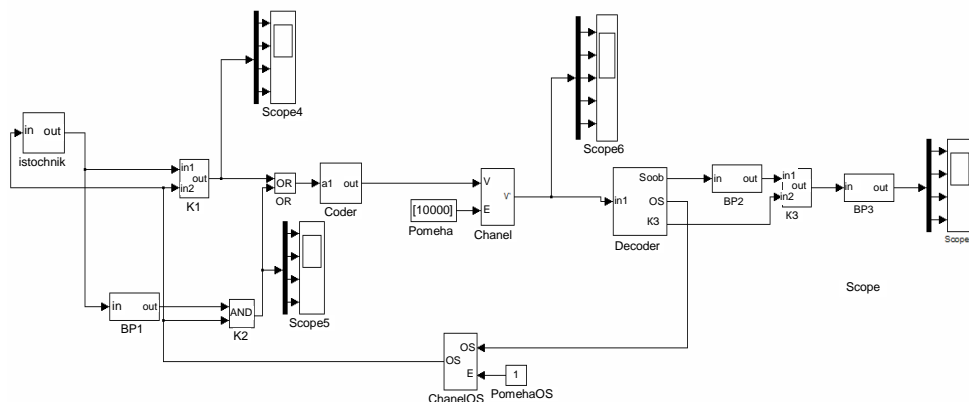 Scope4
Scope6
in out
istochnik
in1
in2
out
K1
OR
OR
a1 out
Coder
[10000]
Pomeha
V
E
V'
Chanel
in1
Soob
OS
K3
Decoder
in out
BP2
in1
in2
out
K3
in out
BP3
Scope
Scope
in out
BP1
AND
K2
Scope5
OS
OS
E
ChanelOS
1
PomehaOS